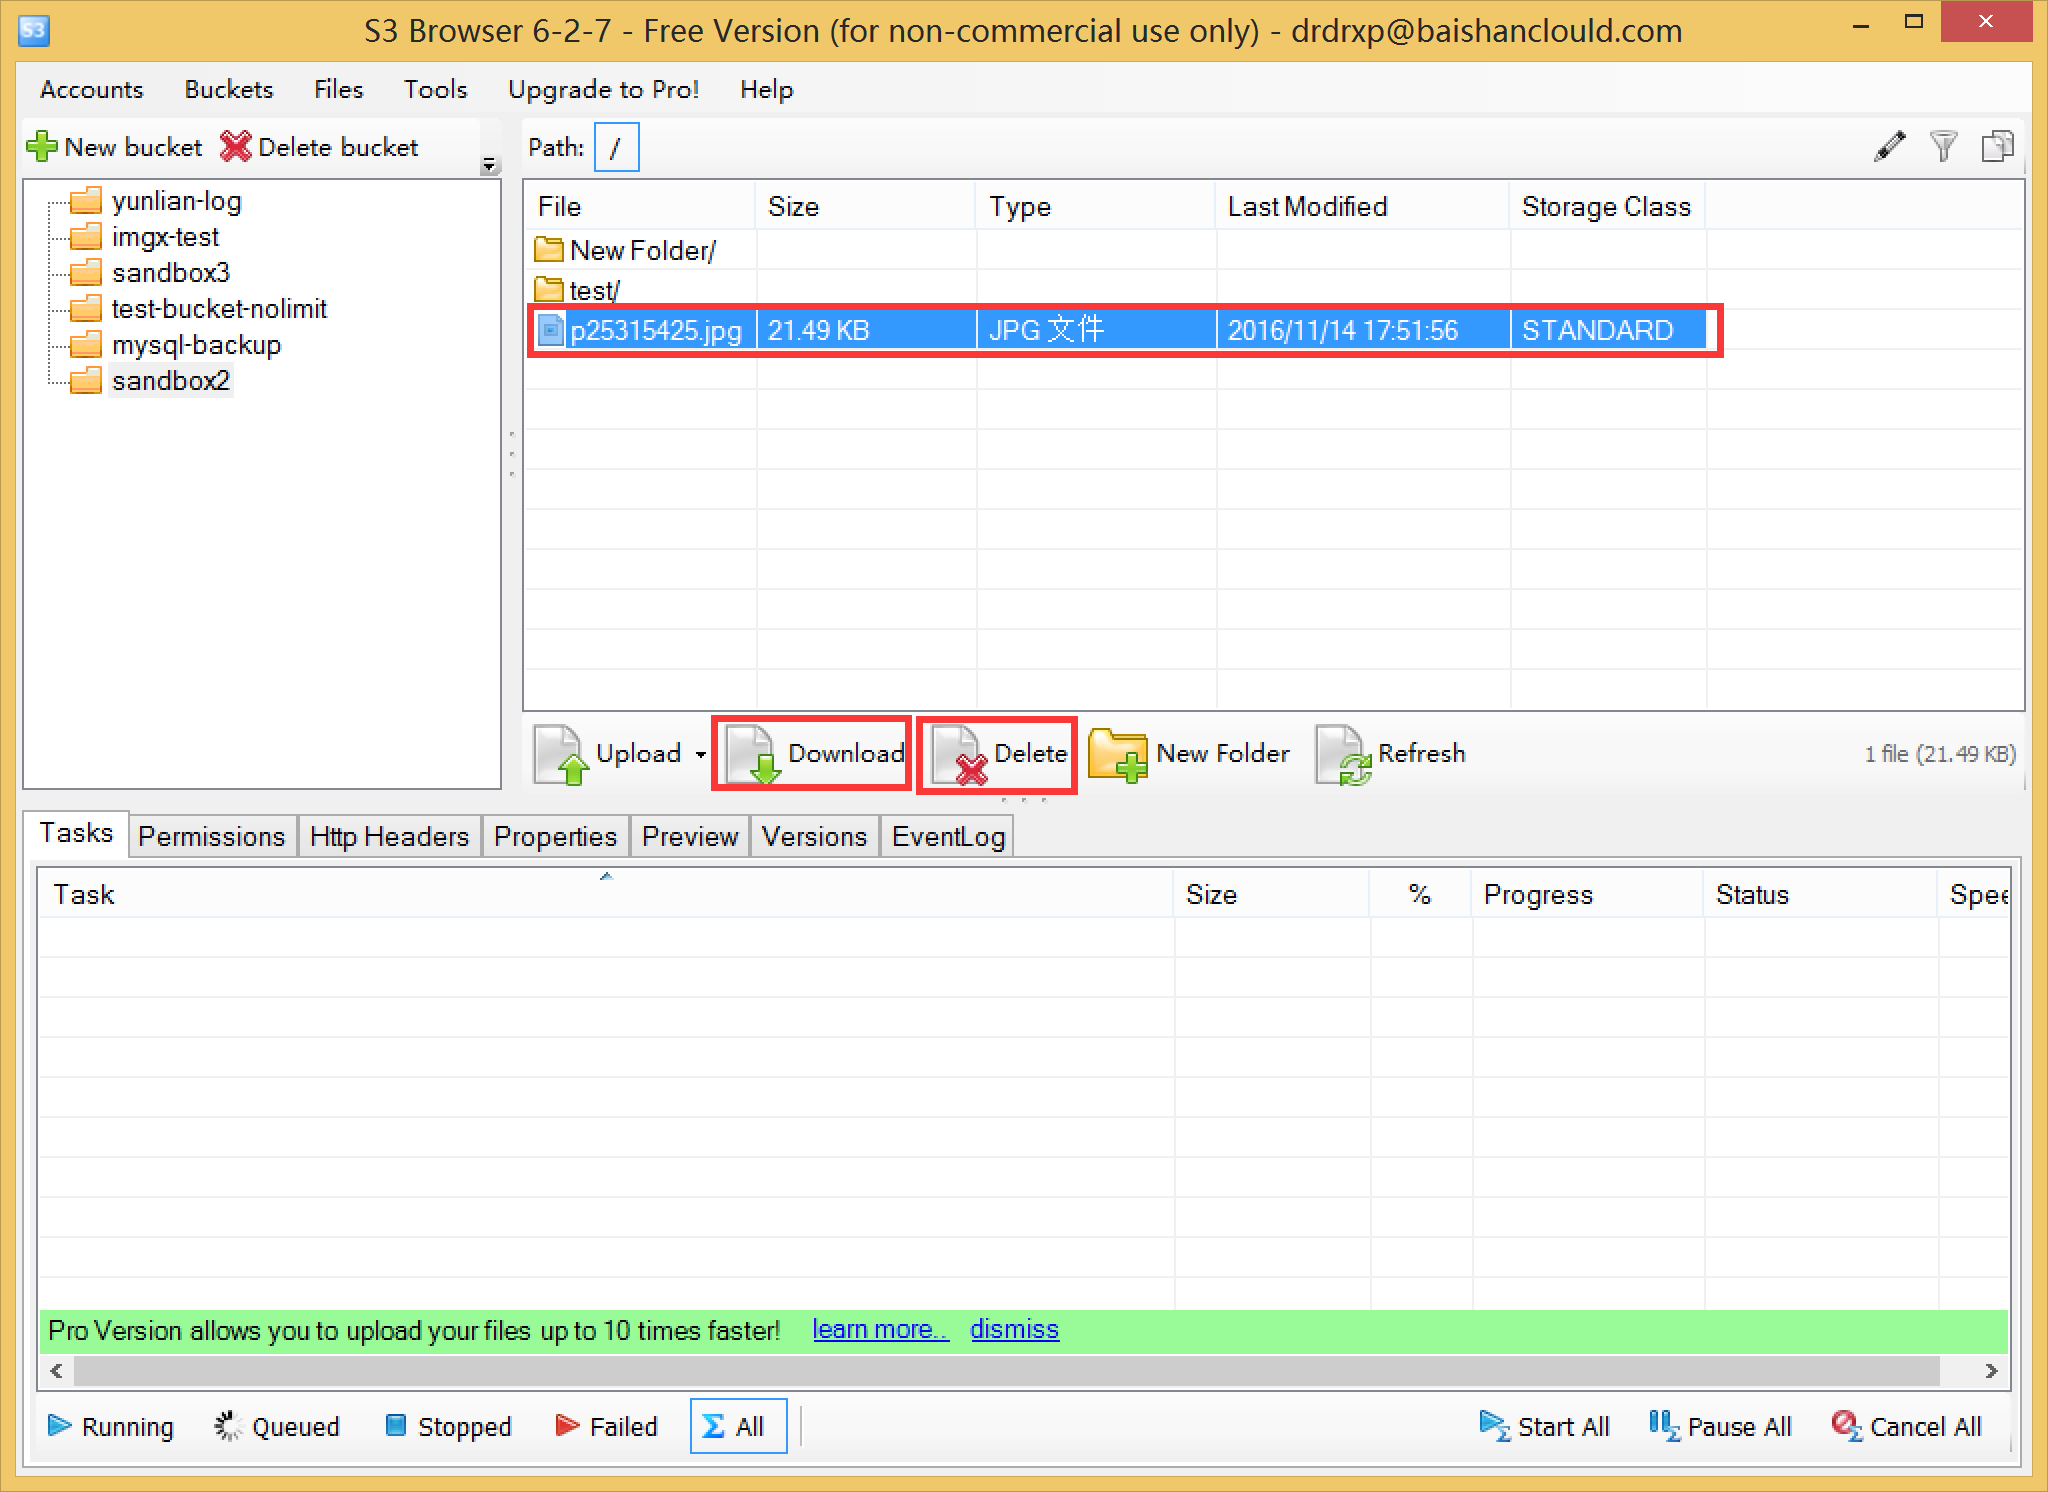 S3 S3 Browser 6-2-7 - Free Version (for non-commercial use only) - drdrxp@baishanclould.com
Accounts Buckets Files Tools Upgrade to Pro! Help
New bucket Delete bucket
Path: /
yunlian-log
imgx-test
sandbox3
test-bucket-nolimit
mysql-backup
sandbox2
File Size Type Last Modified Storage Class
New Folder/
test/
p25315425.jpg 21.49 KB JPG 文件 2016/11/14 17:51:56 STANDARD
Upload Download Delete New Folder Refresh 1 file (21.49 KB)
Tasks Permissions Http Headers Properties Preview Versions EventLog
Task Size % Progress Status Spee
Pro Version allows you to upload your files up to 10 times faster! learn more.. dismiss
Running Queued Stopped Failed All Start All Pause All Cancel All